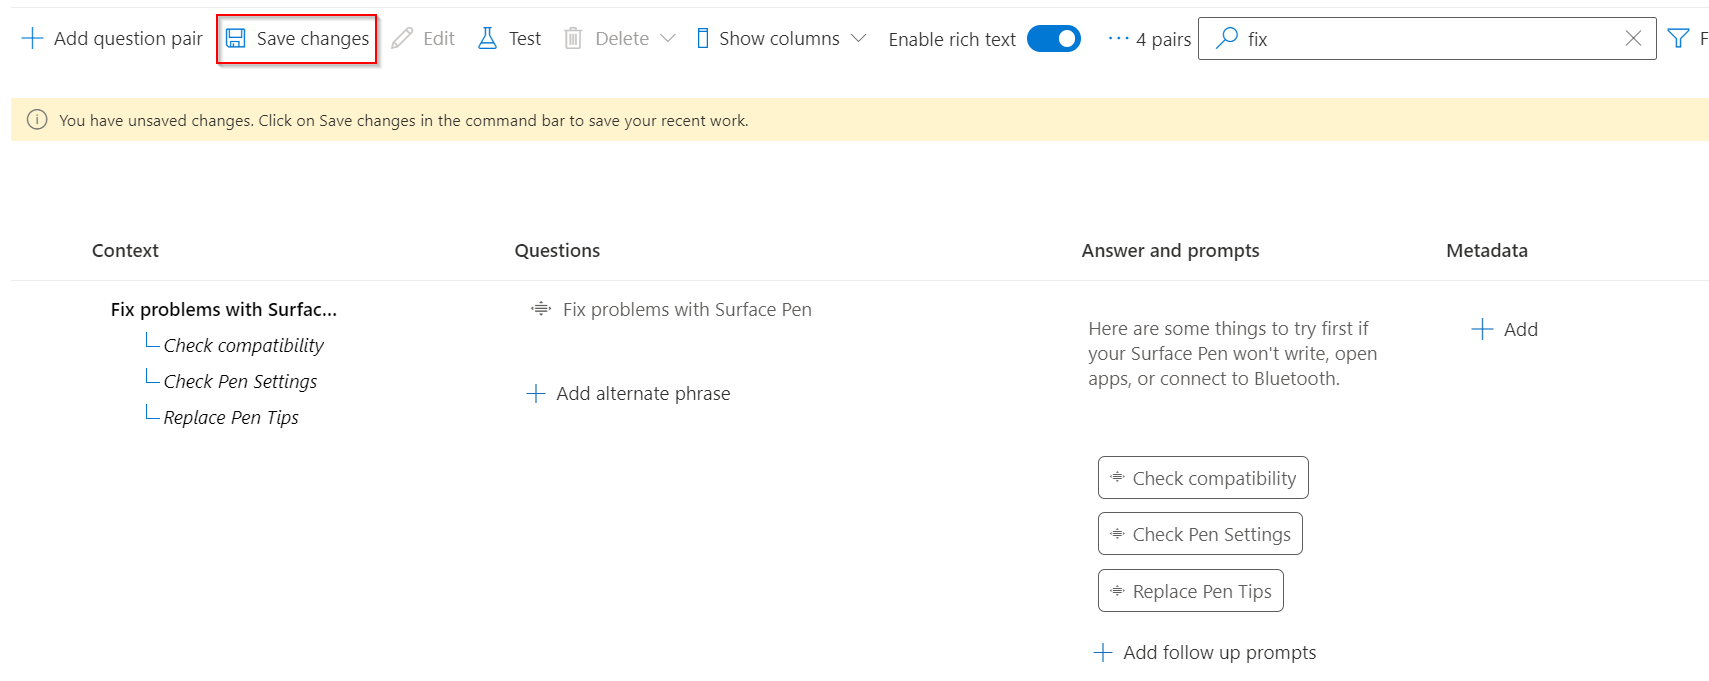 Add question pair Save changes Edit Test Delete Show columns Enable rich text ··· 4 pairs fix F
You have unsaved changes. Click on Save changes in the command bar to save your recent work.
Context Questions Answer and prompts Metadata
Fix problems with Surfac...
Check compatibility
Check Pen Settings
Replace Pen Tips
Fix problems with Surface Pen
Add alternate phrase
Here are some things to try first if
your Surface Pen won't write, open
apps, or connect to Bluetooth.
Check compatibility
Check Pen Settings
Replace Pen Tips
Add follow up prompts
Add